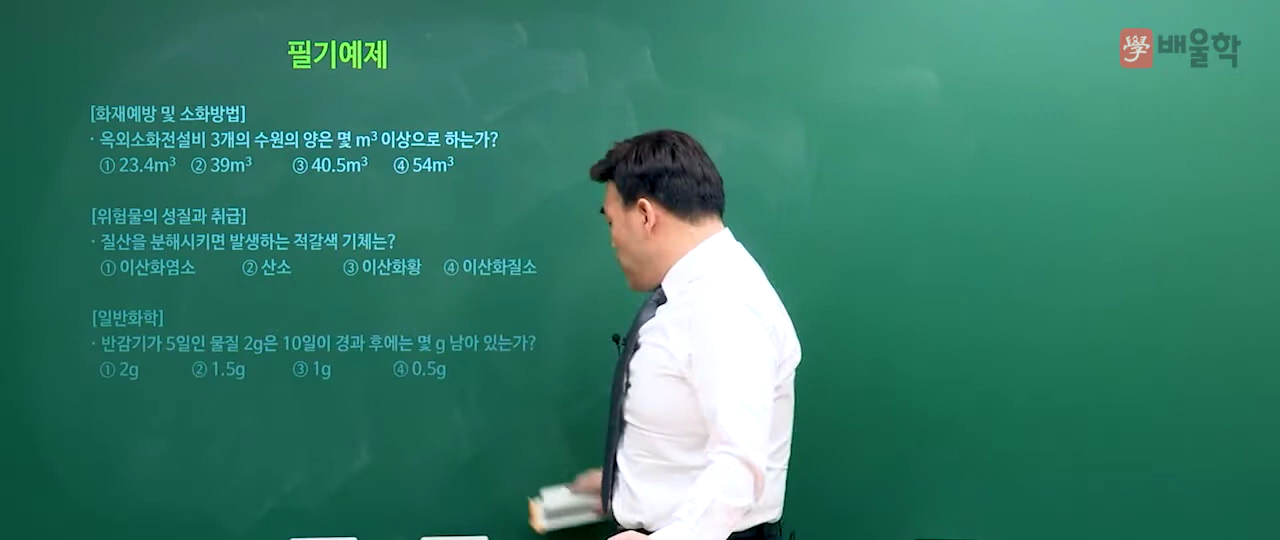 필기예제
學 배울학
[화재예방 및 소화방법]
· 옥외소화전설비 3개의 수원의 양은 몇 m³ 이상으로 하는가?
① 23.4m³ ② 39m³ ③ 40.5m³ ④ 54m³
[위험물의 성질과 취급]
· 질산을 분해시키면 발생하는 적갈색 기체는?
① 이산화염소 ② 산소 ③ 이산화황 ④ 이산화질소
[일반화학]
· 반감기가 5일인 물질 2g은 10일이 경과 후에는 몇 g 남아 있는가?
① 2g ② 1.5g ③ 1g ④ 0.5g